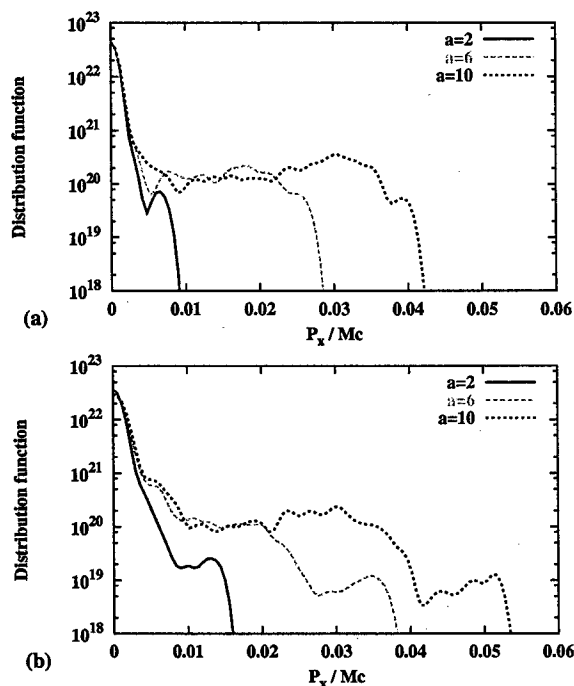 10^23
10^22
10^21
10^20
10^19
10^18
Distribution function
a=2
a=6
a=10
0 0.01 0.02 0.03 0.04 0.05 0.06
(a)
P_x / Mc
10^23
10^22
10^21
10^20
10^19
10^18
Distribution function
a=2
a=6
a=10
0 0.01 0.02 0.03 0.04 0.05 0.06
(b)
P_x / Mc